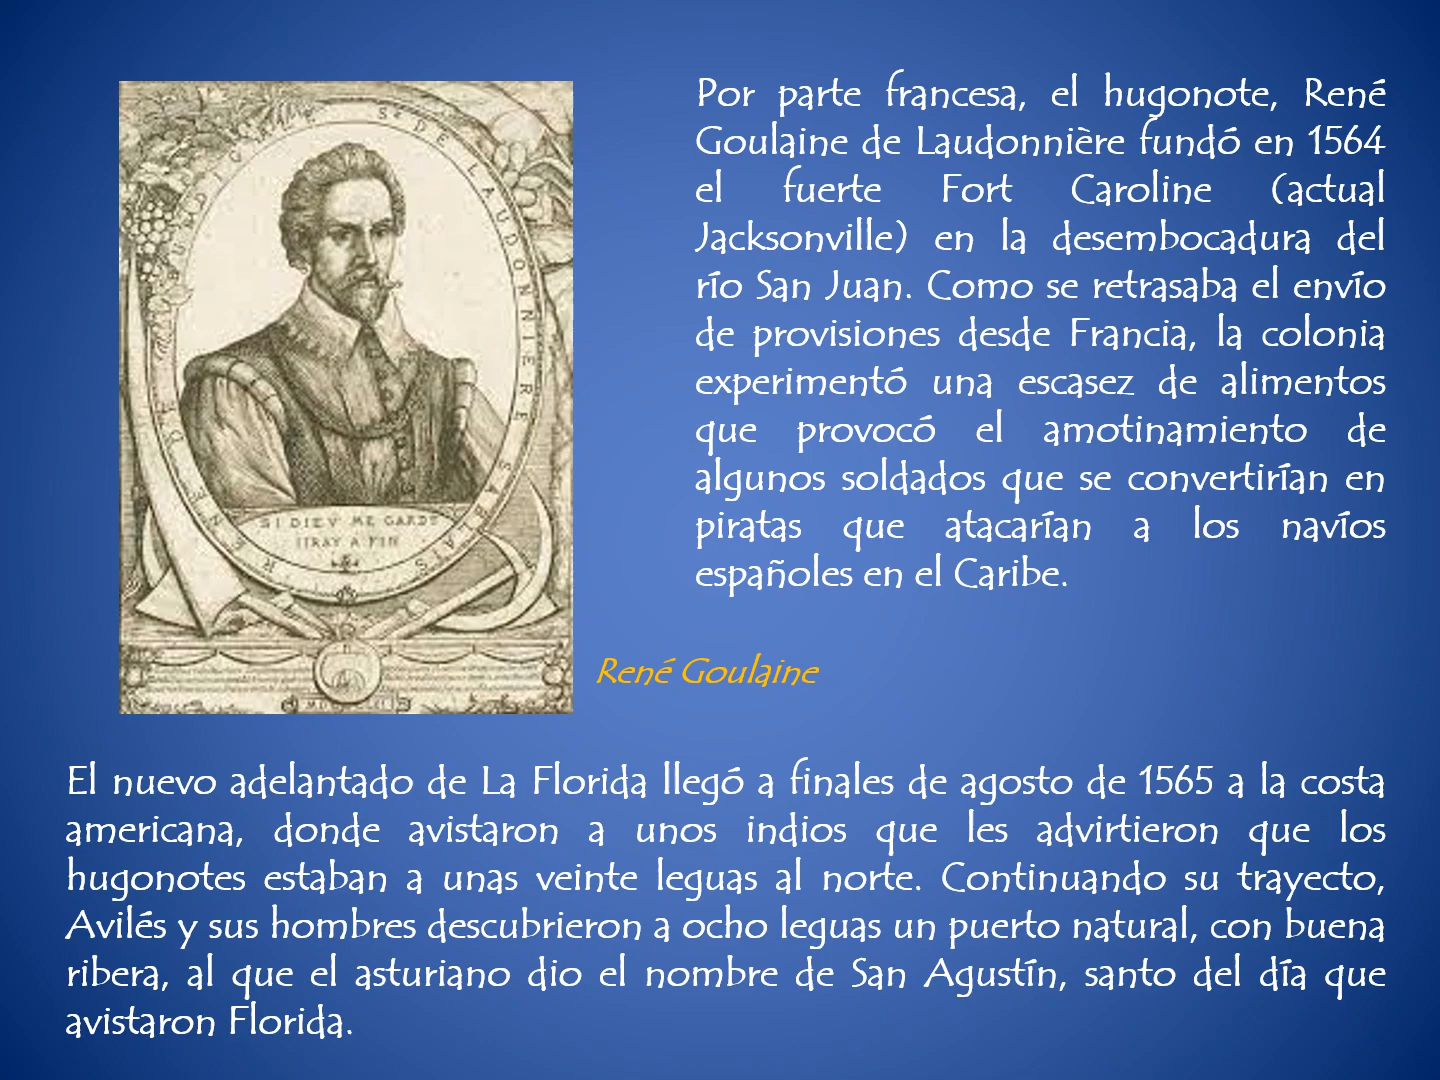 Por parte francesa, el hugonote, René
Goulaine de Laudonnière fundó en 1564
el fuerte Fort Caroline (actual
Jacksonville) en la desembocadura del
río San Juan. Como se retrasaba el envío
de provisiones desde Francia, la colonia
experimentó una escasez de alimentos
que provocó el amotinamiento de
algunos soldados que se convertirían en
piratas que atacarían a los navíos
españoles en el Caribe.
SI DIEV ME GARDE
IIRAY A FIN
RENE DE
Sr DE LAUDONNIERE SABLAIS
René Goulaine
El nuevo adelantado de La Florida llegó a finales de agosto de 1565 a la costa
americana, donde avistaron a unos indios que les advirtieron que los
hugonotes estaban a unas veinte leguas al norte. Continuando su trayecto,
Avilés y sus hombres descubrieron a ocho leguas un puerto natural, con buena
ribera, al que el asturiano dio el nombre de San Agustín, santo del día que
avistaron Florida.